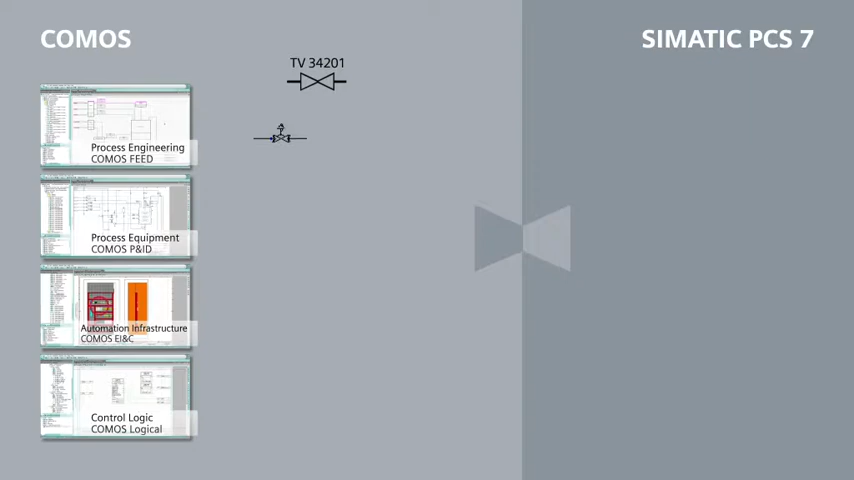 COMOS
SIMATIC PCS 7
TV 34201
Process Engineering
COMOS FEED
Process Equipment
COMOS P&ID
Automation Infrastructure
COMOS EI&C
Control Logic
COMOS Logical